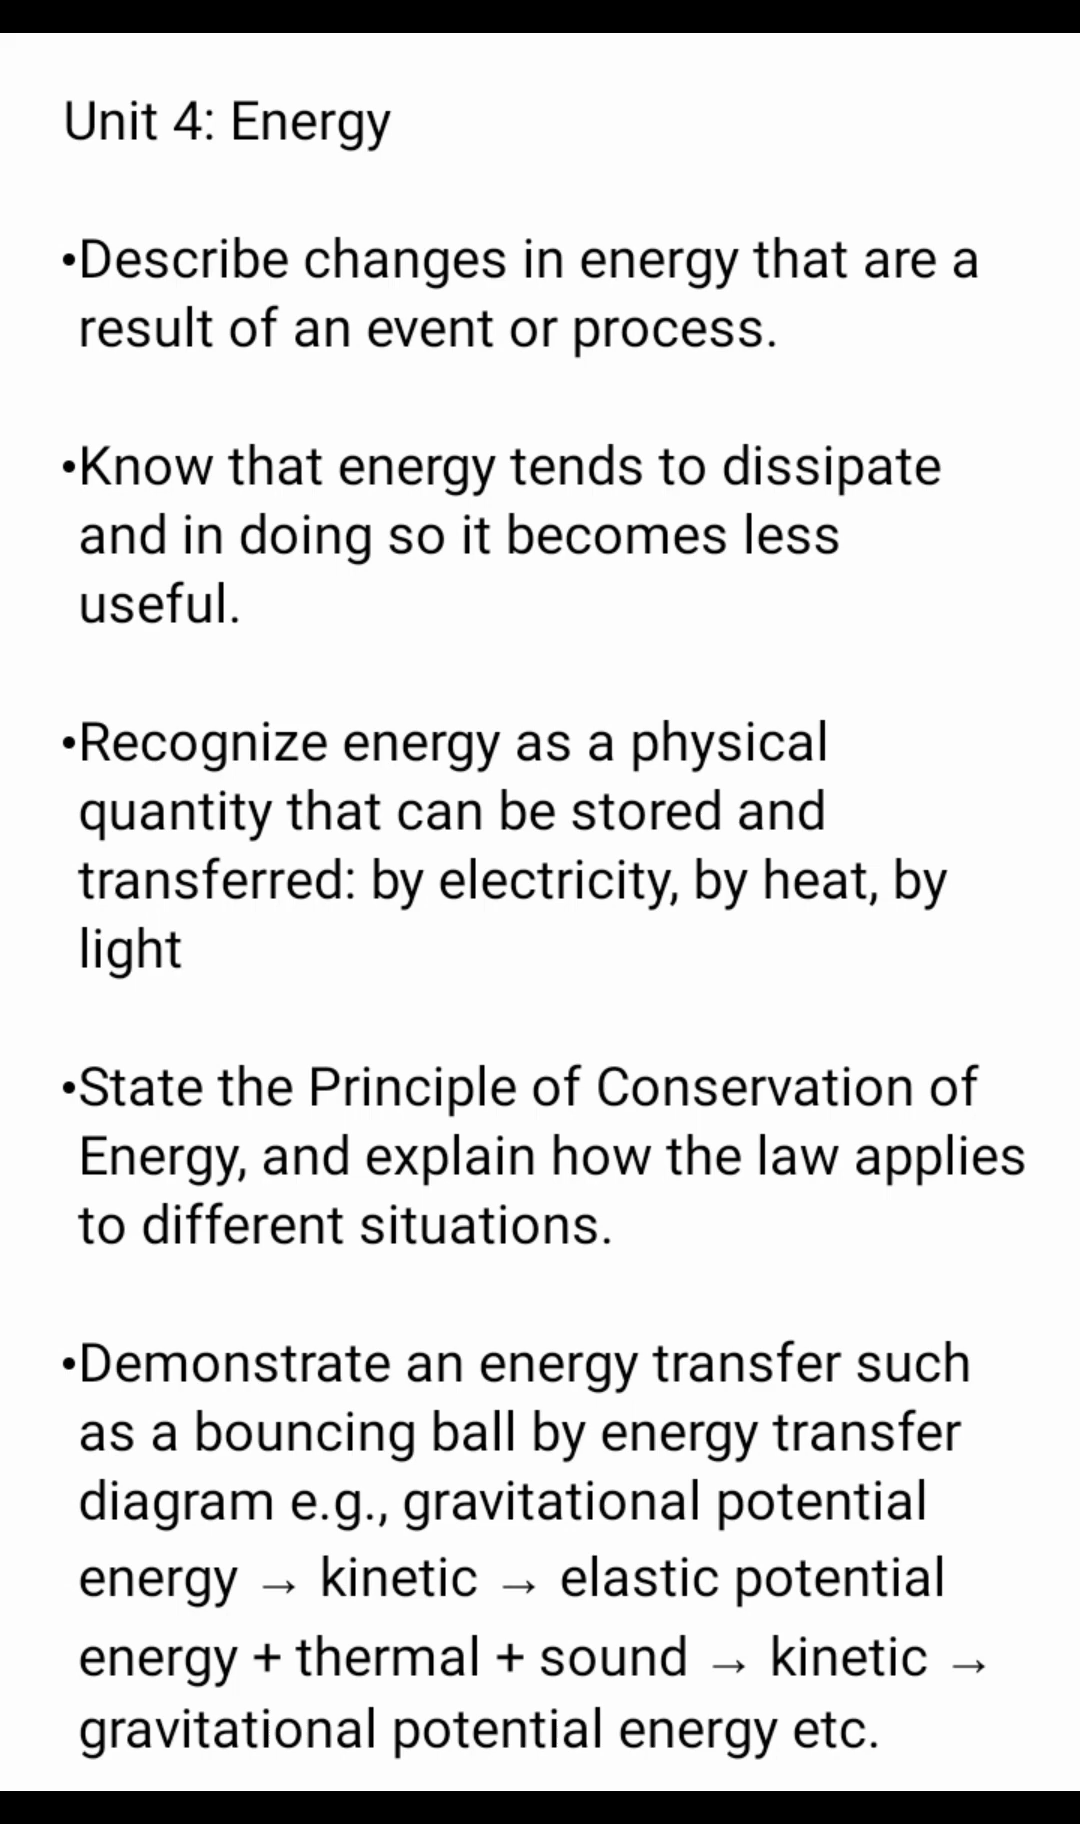 Unit 4: Energy
•Describe changes in energy that are a
result of an event or process.
•Know that energy tends to dissipate
and in doing so it becomes less
useful.
•Recognize energy as a physical
quantity that can be stored and
transferred: by electricity, by heat, by
light
•State the Principle of Conservation of
Energy, and explain how the law applies
to different situations.
•Demonstrate an energy transfer such
as a bouncing ball by energy transfer
diagram e.g., gravitational potential
energy → kinetic → elastic potential
energy + thermal + sound → kinetic →
gravitational potential energy etc.